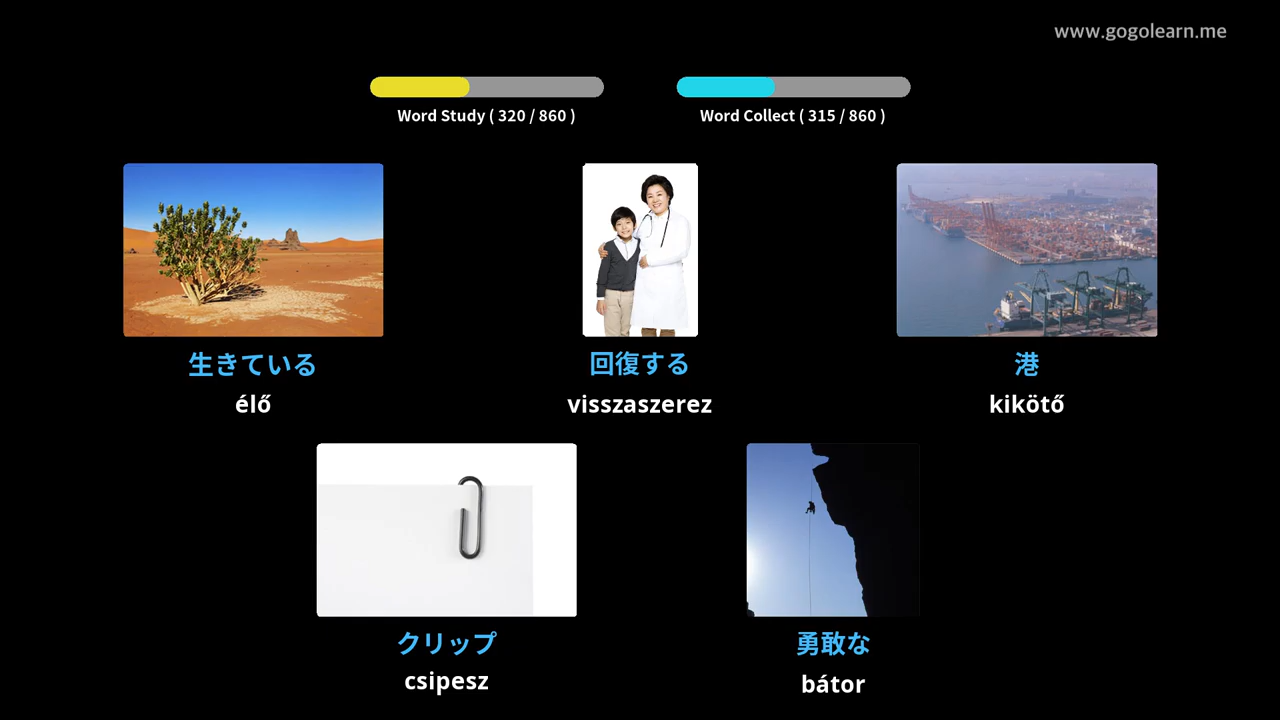 www.gogolearn.me
Word Study ( 320 / 860 )
Word Collect ( 315 / 860 )
生きている
élő
回復する
visszaszerez
港
kikötő
クリップ
csipesz
勇敢な
bátor